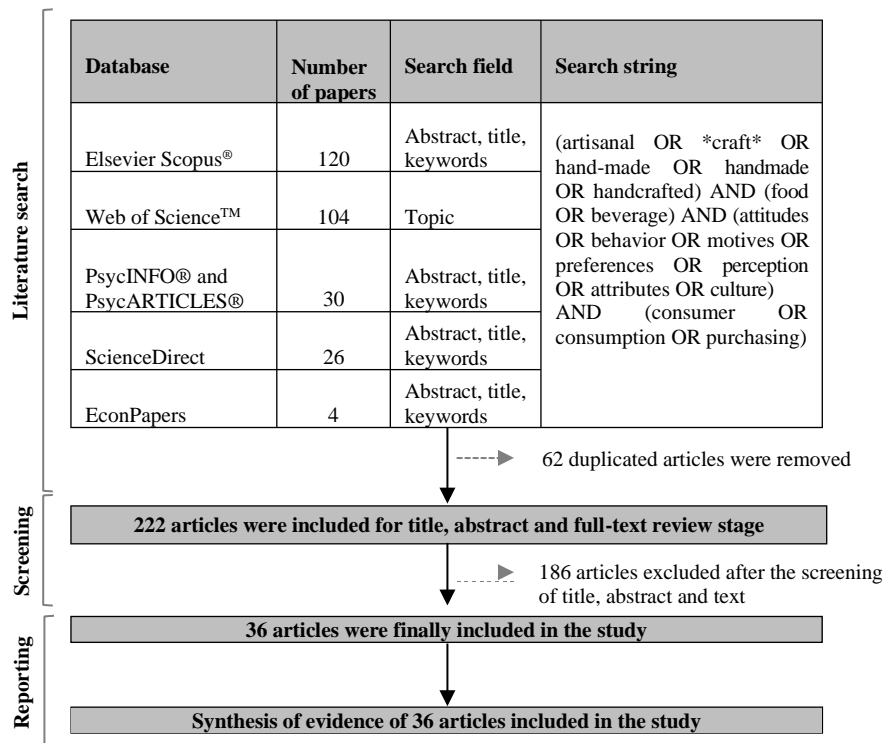 Literature search
Database
Number
of papers
Search field
Search string
Elsevier Scopus®
120
Abstract, title,
keywords
Web of Science™
104
Topic
PsycINFO® and
PsycARTICLES®
30
Abstract, title,
keywords
ScienceDirect
26
Abstract, title,
keywords
EconPapers
4
Abstract, title,
keywords
(artisanal OR *craft* OR
hand-made OR handmade
OR handcrafted) AND (food
OR beverage) AND (attitudes
OR behavior OR motives OR
preferences OR perception
OR attributes OR culture)
AND (consumer OR
consumption OR purchasing)
62 duplicated articles were removed
Screening
222 articles were included for title, abstract and full-text review stage
186 articles excluded after the screening
of title, abstract and text
Reporting
36 articles were finally included in the study
Synthesis of evidence of 36 articles included in the study